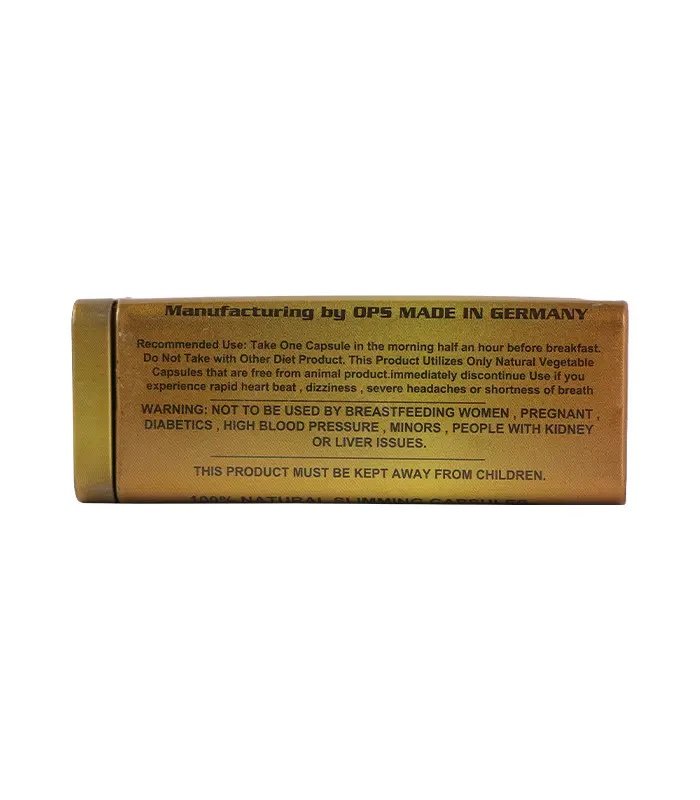 Manufacturing by OPS MADE IN GERMANY
Recommended Use: Take One Capsule in the morning half an hour before breakfast.
Do Not Take with Other Diet Product. This Product Utilizes Only Natural Vegetable
Capsules that are free from animal product.immediately discontinue Use if you
experience rapid heart beat , dizziness , severe headaches or shortness of breath
WARNING: NOT TO BE USED BY BREASTFEEDING WOMEN , PREGNANT ,
DIABETICS , HIGH BLOOD PRESSURE , MINORS , PEOPLE WITH KIDNEY
OR LIVER ISSUES.
THIS PRODUCT MUST BE KEPT AWAY FROM CHILDREN.
100% NATURAL SLIMMING CAPSULES